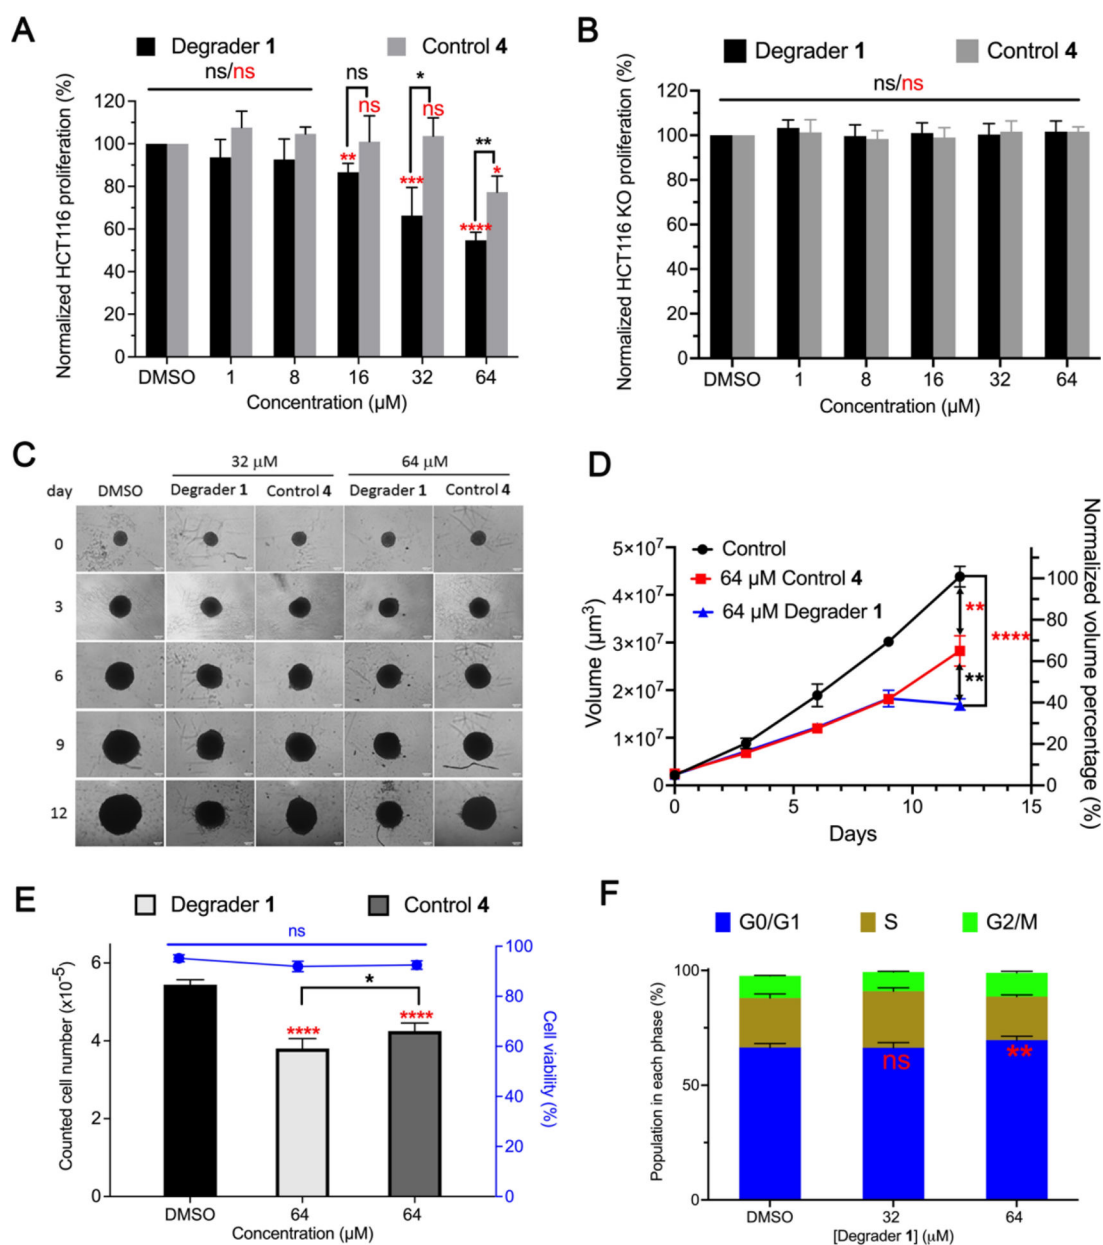 A
Degrader 1
Control 4
ns/ns
ns
ns
*
ns
**
**
***
*
****
Normalized HCT116 proliferation (%)
120
100
80
60
40
20
0
DMSO 1 8 16 32 64
Concentration (µM)
B
Degrader 1
Control 4
ns/ns
Normalized HCT116 KO proliferation (%)
120
100
80
60
40
20
0
DMSO 1 8 16 32 64
Concentration (µM)
C
32 µM 64 µM
day DMSO Degrader 1 Control 4 Degrader 1 Control 4
0
3
6
9
12
D
Control
64 µM Control 4
64 µM Degrader 1
**
****
**
Volume (µm³)
5×10⁷
4×10⁷
3×10⁷
2×10⁷
1×10⁷
0
0 5 10 15
Days
100
80
60
40
20
0
Normalized volume
percentage (%)
E
Degrader 1
Control 4
ns
*
****
****
Counted cell number (x10⁻⁵)
6
4
2
0
DMSO 64 64
Concentration (µM)
100
80
60
40
20
0
Cell viability
(%)
F
G0/G1
S
G2/M
Population in each phase (%)
100
50
0
ns
**
DMSO 32 64
[Degrader 1] (µM)